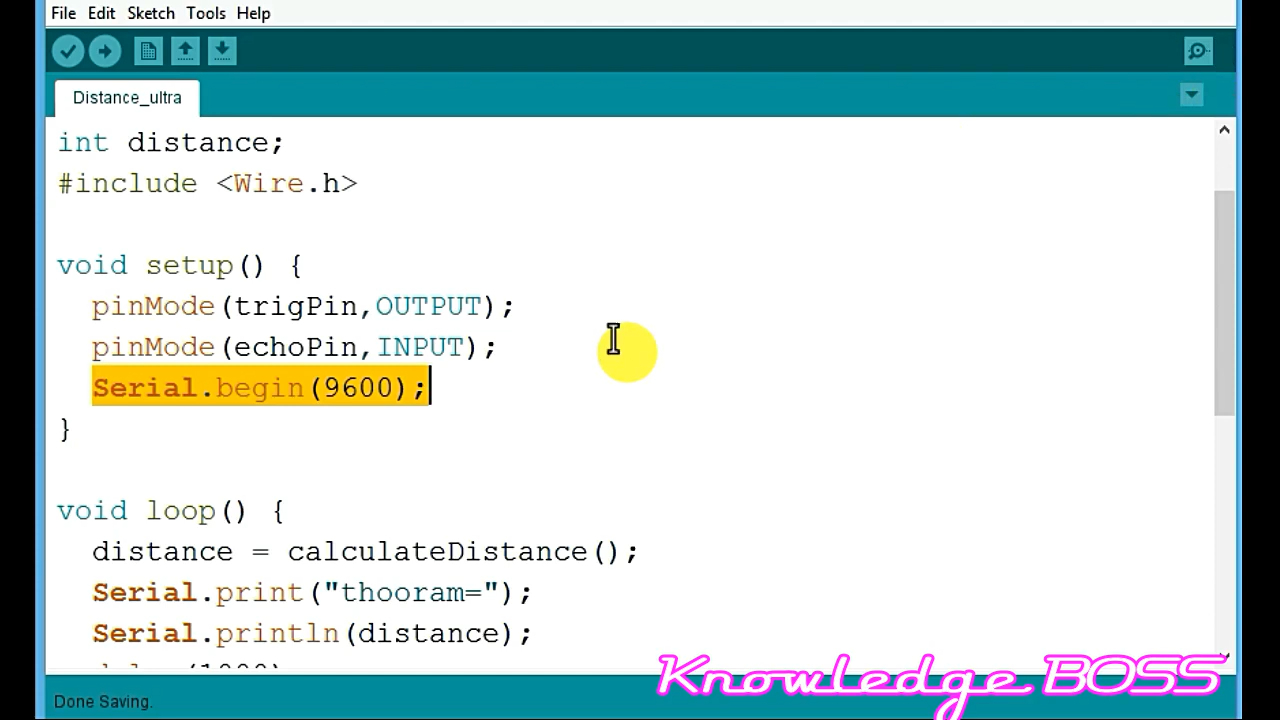 File Edit Sketch Tools Help
Distance_ultra
int distance;
#include <Wire.h>
void setup() {
pinMode(trigPin,OUTPUT);
pinMode(echoPin,INPUT);
Serial.begin(9600);
}
void loop() {
distance = calculateDistance();
Serial.print("thooram=");
Serial.println(distance);
Knowledge BOSS
Done Saving.